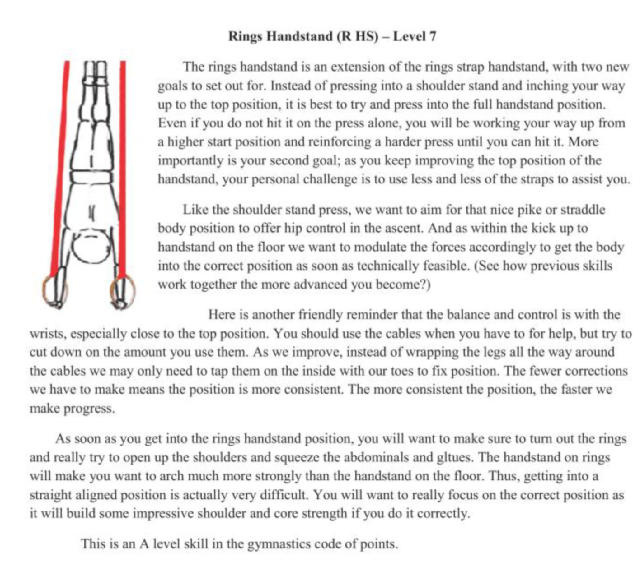 Rings Handstand (R HS) – Level 7
The rings handstand is an extension of the rings strap handstand, with two new
goals to set out for. Instead of pressing into a shoulder stand and inching your way
up to the top position, it is best to try and press into the full handstand position.
Even if you do not hit it on the press alone, you will be working your way up from
a higher start position and reinforcing a harder press until you can hit it. More
importantly is your second goal; as you keep improving the top position of the
handstand, your personal challenge is to use less and less of the straps to assist you.
Like the shoulder stand press, we want to aim for that nice pike or straddle
body position to offer hip control in the ascent. And as within the kick up to
handstand on the floor we want to modulate the forces accordingly to get the body
into the correct position as soon as technically feasible. (See how previous skills
work together the more advanced you become?)
Here is another friendly reminder that the balance and control is with the
wrists, especially close to the top position. You should use the cables when you have to for help, but try to
cut down on the amount you use them. As we improve, instead of wrapping the legs all the way around
the cables we may only need to tap them on the inside with our toes to fix position. The fewer corrections
we have to make means the position is more consistent. The more consistent the position, the faster we
make progress.
As soon as you get into the rings handstand position, you will want to make sure to turn out the rings
and really try to open up the shoulders and squeeze the abdominals and gltues. The handstand on rings
will make you want to arch much more strongly than the handstand on the floor. Thus, getting into a
straight aligned position is actually very difficult. You will want to really focus on the correct position as
it will build some impressive shoulder and core strength if you do it correctly.
This is an A level skill in the gymnastics code of points.